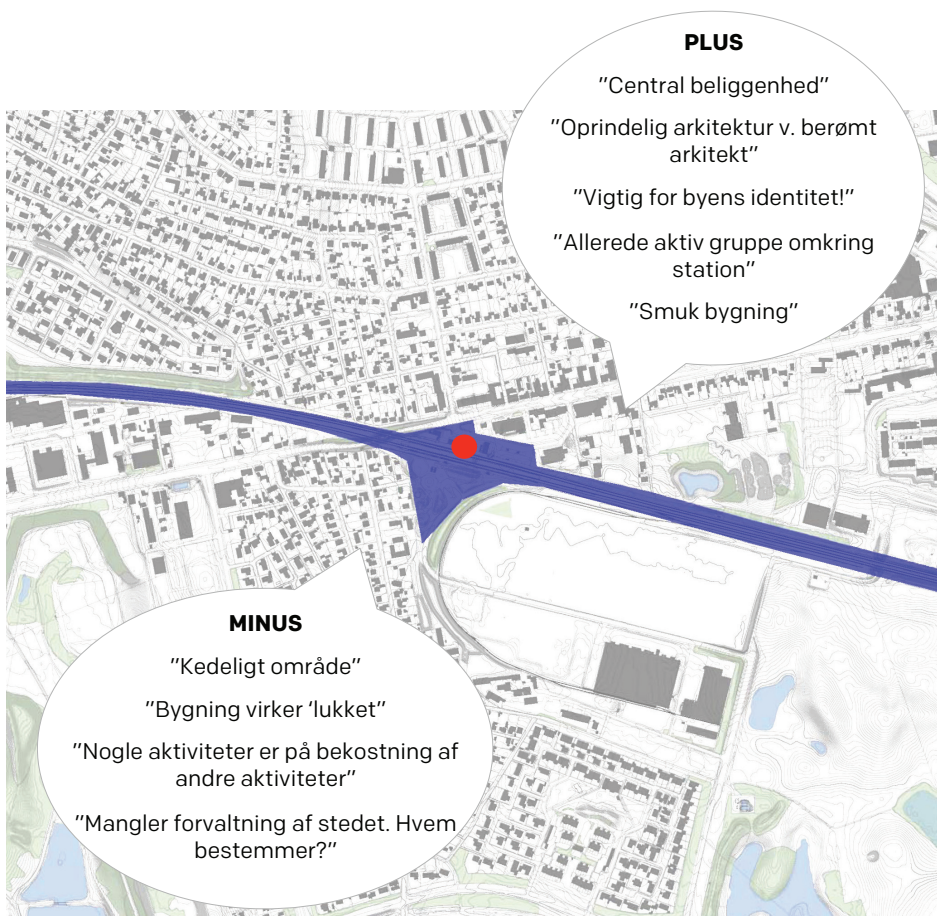 PLUS
”Central beliggenhed”
”Oprindelig arkitektur v. berømt
arkitekt”
”Vigtig for byens identitet!”
”Allerede aktiv gruppe omkring
station”
”Smuk bygning”
MINUS
”Kedeligt område”
”Bygning virker ‘lukket”
”Nogle aktiviteter er på bekostning af
andre aktiviteter”
”Mangler forvaltning af stedet. Hvem
bestemmer?”